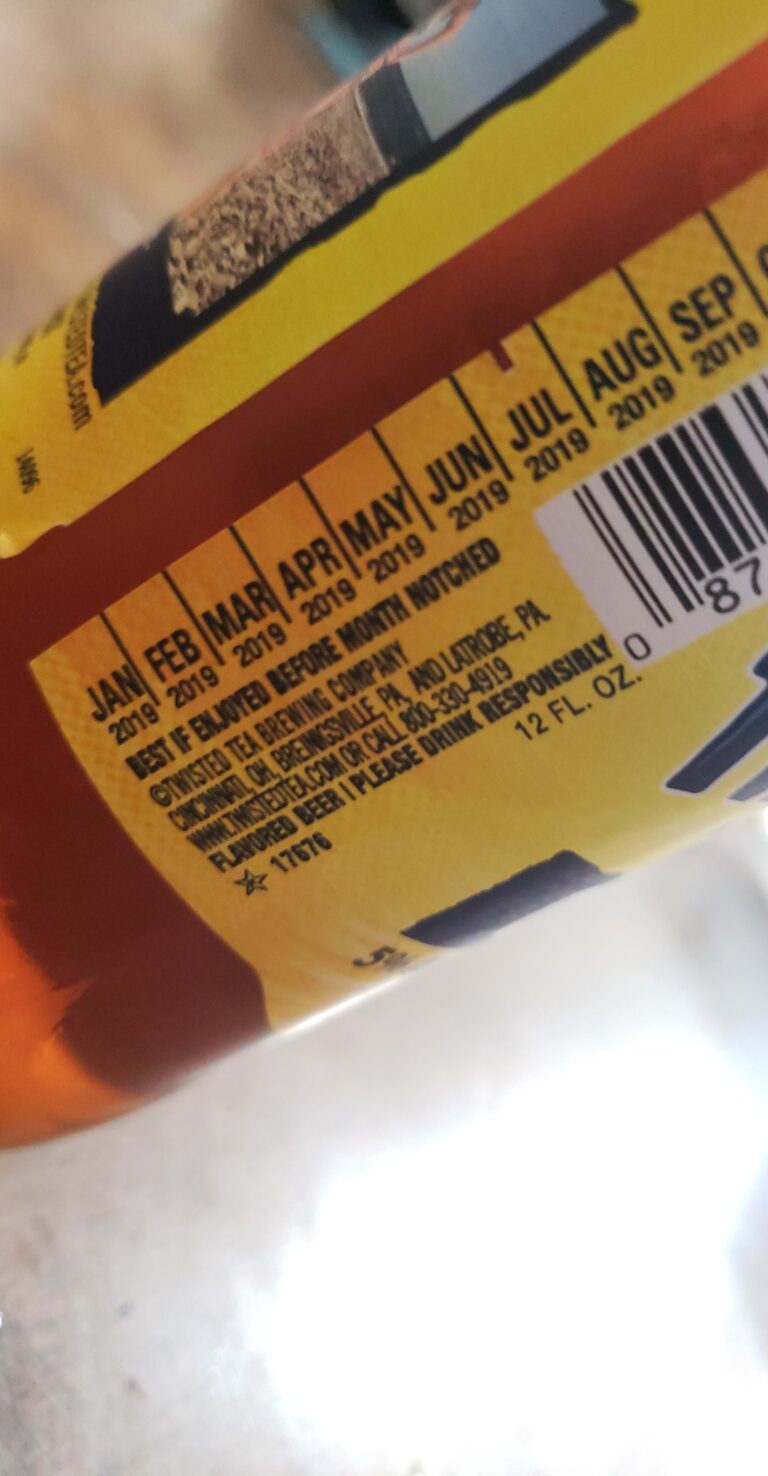 14096
JAN FEB MAR APR MAY JUN JUL AUG SEP
2019 2019 2019 2019 2019 2019 2019 2019 2019
BEST IF ENJOYED BEFORE MONTH NOTCHED
©TWISTED TEA BREWING COMPANY
CINCINNATI, OH, BREINIGSVILLE, PA, AND LATROBE, PA.
WWW.TWISTEDTEA.COM OR CALL 800-330-4919
FLAVORED BEER | PLEASE DRINK RESPONSIBLY
☆ 17676
12 FL. OZ.
0 87